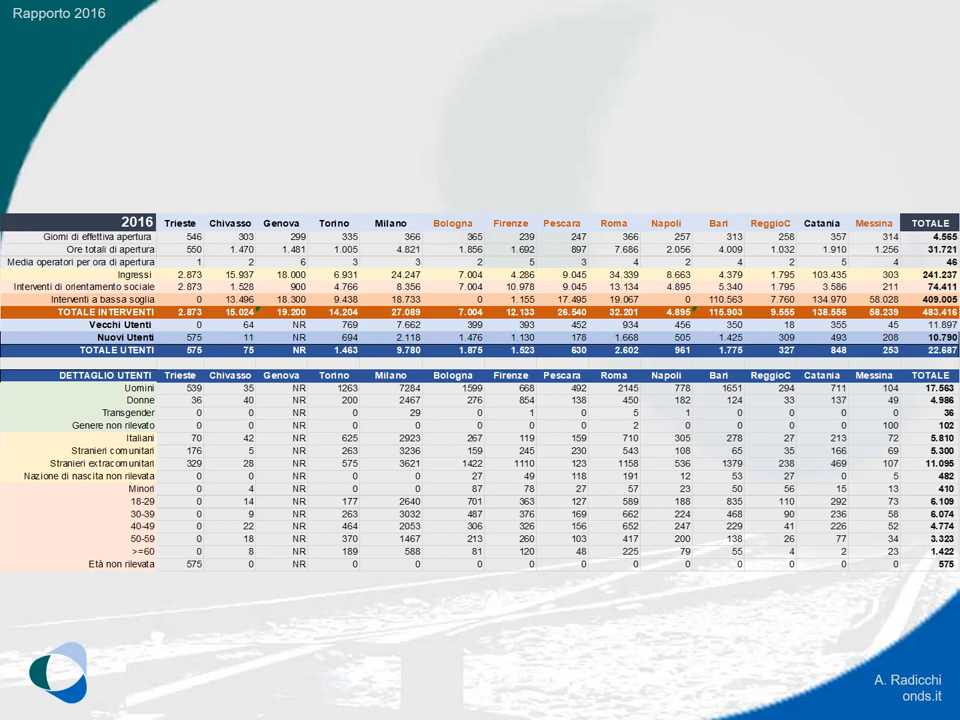 Rapporto 2016
2016 Trieste Chivasso Genova Torino Milano Bologna Firenze Pescara Roma Napoli Bari ReggioC Catania Messina TOTALE
Giorni di effettiva apertura 546 303 299 335 366 365 239 247 366 257 313 258 357 314 4.565
Ore totali di apertura 550 1.470 1.481 1.005 4.821 1.856 1.692 897 7.686 2.056 4.009 1.032 1.910 1.256 31.721
Media operatori per ora di apertura 1 2 6 3 3 2 5 3 4 2 4 2 5 4 46
Ingressi 2.873 15.937 18.000 6.931 24.247 7.004 4.286 9.045 34.339 8.663 4.379 1.795 103.435 303 241.237
Interventi di orientamento sociale 2.873 1.528 900 4.766 8.356 7.004 10.978 9.045 13.134 4.895 5.340 1.795 3.586 211 74.411
Interventi a bassa soglia 0 13.496 18.300 9.438 18.733 0 1.155 17.495 19.067 0 110.563 7.760 134.970 58.028 409.005
TOTALE INTERVENTI 2.873 15.024 19.200 14.204 27.089 7.004 12.133 26.540 32.201 4.895 115.903 9.555 138.556 58.239 483.416
Vecchi Utenti 0 64 NR 769 7.662 399 393 452 934 456 350 18 355 45 11.897
Nuovi Utenti 575 11 NR 694 2.118 1.476 1.130 178 1.668 505 1.425 309 493 208 10.790
TOTALE UTENTI 575 75 NR 1.463 9.780 1.875 1.523 630 2.602 961 1.775 327 848 253 22.687
DETTAGLIO UTENTI Trieste Chivasso Genova Torino Milano Bologna Firenze Pescara Roma Napoli Bari ReggioC Catania Messina TOTALE
Uomini 539 35 NR 1263 7284 1599 668 492 2145 778 1651 294 711 104 17.563
Donne 36 40 NR 200 2467 276 854 138 450 182 124 33 137 49 4.986
Transgender 0 0 NR 0 29 0 1 0 5 1 0 0 0 0 36
Genere non rilevato 0 0 NR 0 0 0 0 0 2 0 0 0 0 100 102
Italiani 70 42 NR 625 2923 267 119 159 710 305 278 27 213 72 5.810
Stranieri comunitari 176 5 NR 263 3236 159 245 230 543 108 65 35 166 69 5.300
Stranieri extracomunitari 329 28 NR 575 3621 1422 1110 123 1158 536 1379 238 469 107 11.095
Nazione di nascita non rilevata 0 0 NR 0 0 27 49 118 191 12 53 27 0 5 482
Minori 0 4 NR 0 0 87 78 27 57 23 50 56 15 13 410
18-29 0 14 NR 177 2640 701 363 127 589 188 835 110 292 73 6.109
30-39 0 9 NR 263 3032 487 376 169 662 224 468 90 236 58 6.074
40-49 0 22 NR 464 2053 306 326 156 652 247 229 41 226 52 4.774
50-59 0 18 NR 370 1467 213 260 103 417 200 138 26 77 34 3.323
>=60 0 8 NR 189 588 81 120 48 225 79 55 4 2 23 1.422
Età non rilevata 575 0 NR 0 0 0 0 0 0 0 0 0 0 0 575
A. Radicchi
onds.it